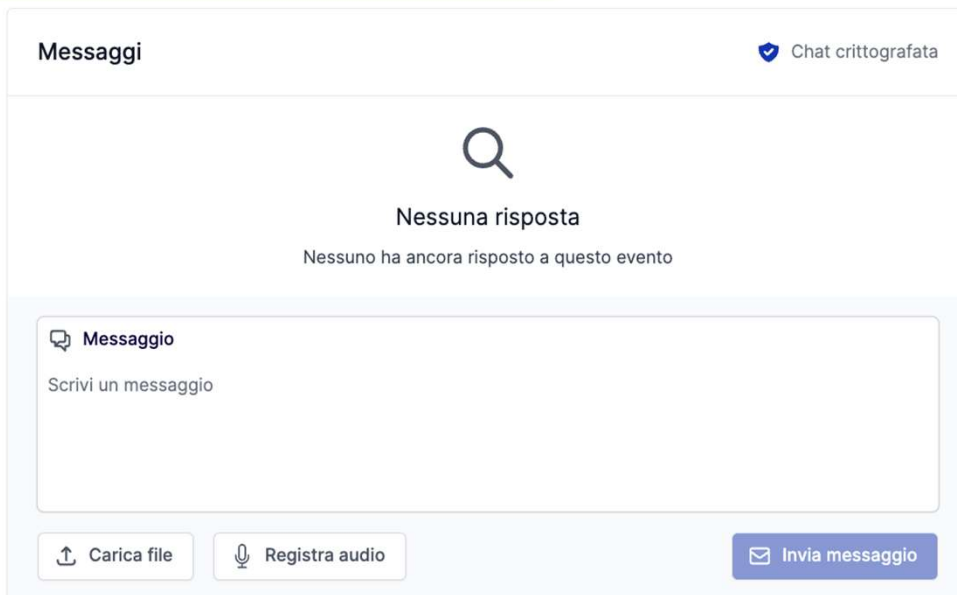 Messaggi
Chat crittografata
Nessuna risposta
Nessuno ha ancora risposto a questo evento
Messaggio
Scrivi un messaggio
Carica file
Registra audio
Invia messaggio